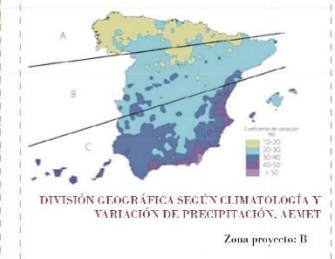 A
B
C
Coeficiente de variación
(%)
10-20
20-30
30-40
40-50
> 50
DIVISIÓN GEOGRÁFICA SEGÚN CLIMATOLOGÍA Y
VARIACIÓN DE PRECIPITACIÓN, AEMET
Zona proyecto: B